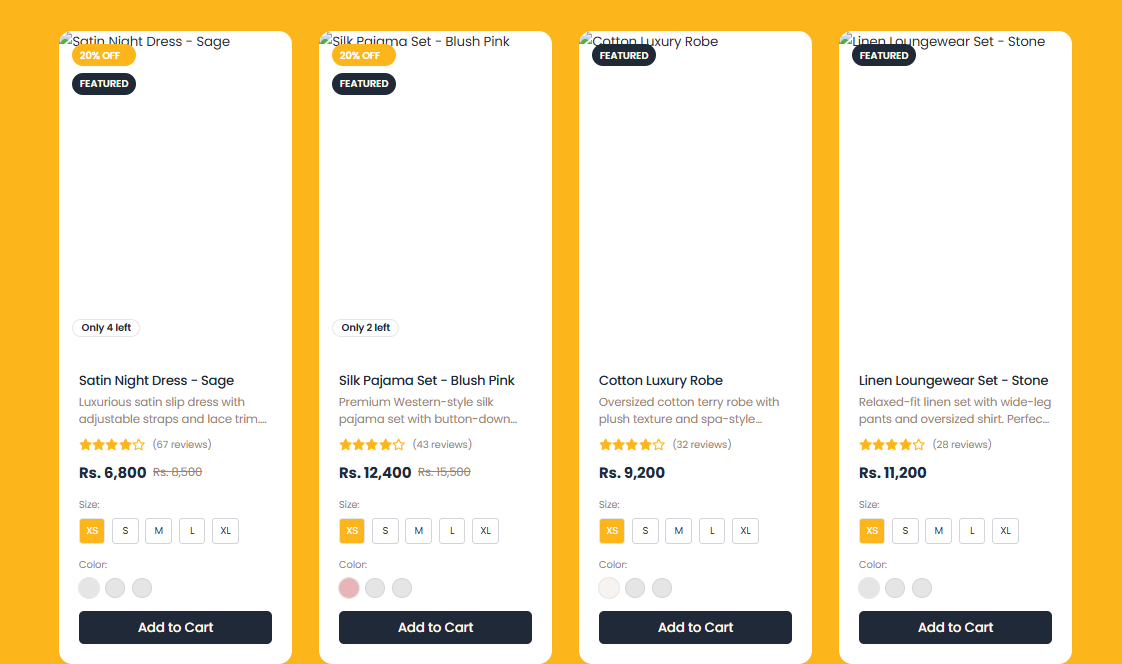 Satin Night Dress - Sage
20% OFF
FEATURED
Only 4 left
Satin Night Dress - Sage
Luxurious satin slip dress with
adjustable straps and lace trim....
(67 reviews)
Rs. 6,800 Rs. 8,500
Size:
XS S M L XL
Color:
Add to Cart
Silk Pajama Set - Blush Pink
20% OFF
FEATURED
Only 2 left
Silk Pajama Set - Blush Pink
Premium Western-style silk
pajama set with button-down...
(43 reviews)
Rs. 12,400 Rs. 15,500
Size:
XS S M L XL
Color:
Add to Cart
Cotton Luxury Robe
FEATURED
Cotton Luxury Robe
Oversized cotton terry robe with
plush texture and spa-style...
(32 reviews)
Rs. 9,200
Size:
XS S M L XL
Color:
Add to Cart
Linen Loungewear Set - Stone
FEATURED
Linen Loungewear Set - Stone
Relaxed-fit linen set with wide-leg
pants and oversized shirt. Perfec...
(28 reviews)
Rs. 11,200
Size:
XS S M L XL
Color:
Add to Cart